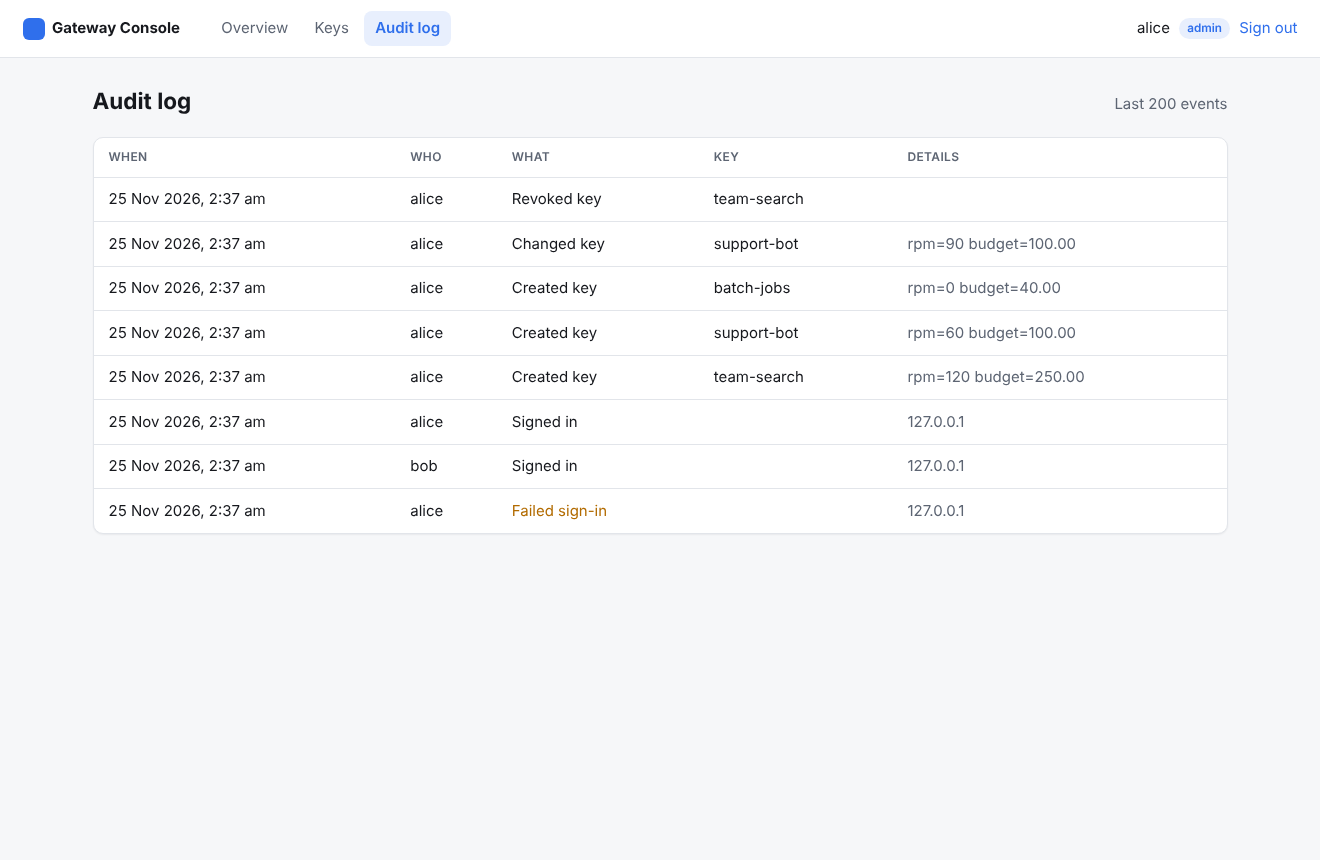 Gateway Console Overview Keys Audit log alice admin Sign out
Audit log Last 200 events
WHEN WHO WHAT KEY DETAILS
25 Nov 2026, 2:37 am alice Revoked key team-search
25 Nov 2026, 2:37 am alice Changed key support-bot rpm=90 budget=100.00
25 Nov 2026, 2:37 am alice Created key batch-jobs rpm=0 budget=40.00
25 Nov 2026, 2:37 am alice Created key support-bot rpm=60 budget=100.00
25 Nov 2026, 2:37 am alice Created key team-search rpm=120 budget=250.00
25 Nov 2026, 2:37 am alice Signed in 127.0.0.1
25 Nov 2026, 2:37 am bob Signed in 127.0.0.1
25 Nov 2026, 2:37 am alice Failed sign-in 127.0.0.1